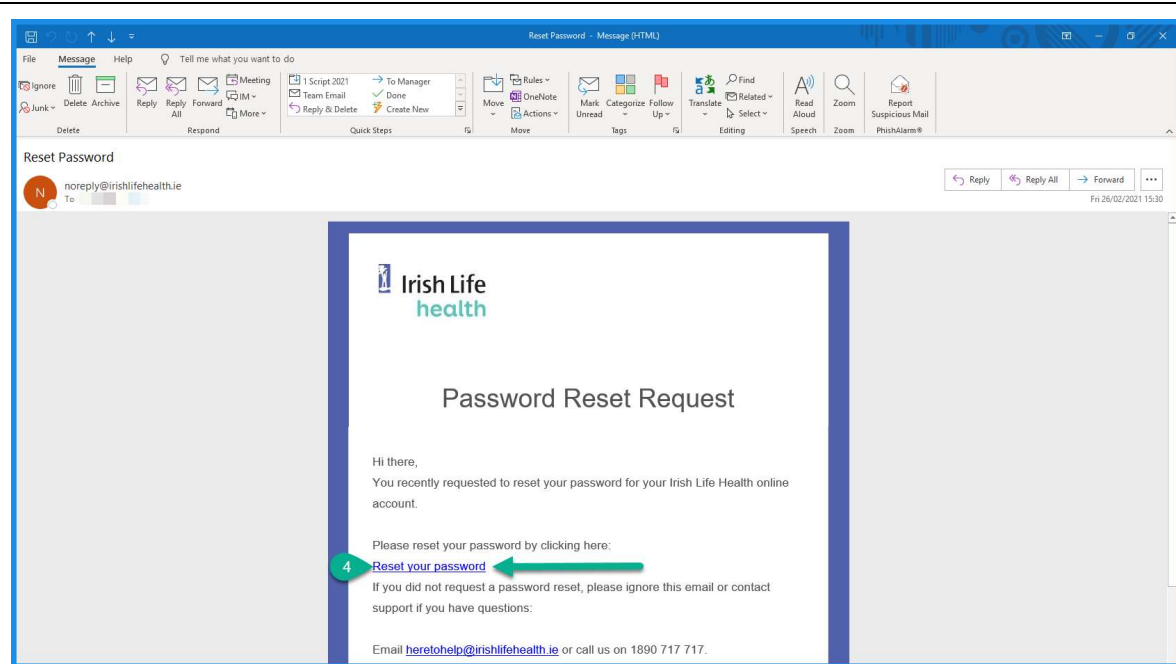 Reset Password - Message (HTML)
File Message Help Tell me what you want to do
Ignore
Junk
Delete
Archive
Reply
Reply All
Forward
Meeting
IM
More
1 Script 2021
Team Email
Reply & Delete
To Manager
Done
Create New
Move
Rules
OneNote
Actions
Mark Unread
Categorize
Follow Up
Translate
Find
Related
Select
Read Aloud
Zoom
Report Suspicious Mail
Delete Respond Quick Steps Move Tags Editing Speech Zoom PhishAlarm®
Reset Password
N
noreply@irishlifehealth.ie
To
Reply Reply All Forward
Fri 26/02/2021 15:30
Irish Life
health
Password Reset Request
Hi there,
You recently requested to reset your password for your Irish Life Health online
account.
Please reset your password by clicking here:
4 Reset your password
If you did not request a password reset, please ignore this email or contact
support if you have questions:
Email heretohelp@irishlifehealth.ie or call us on 1890 717 717.